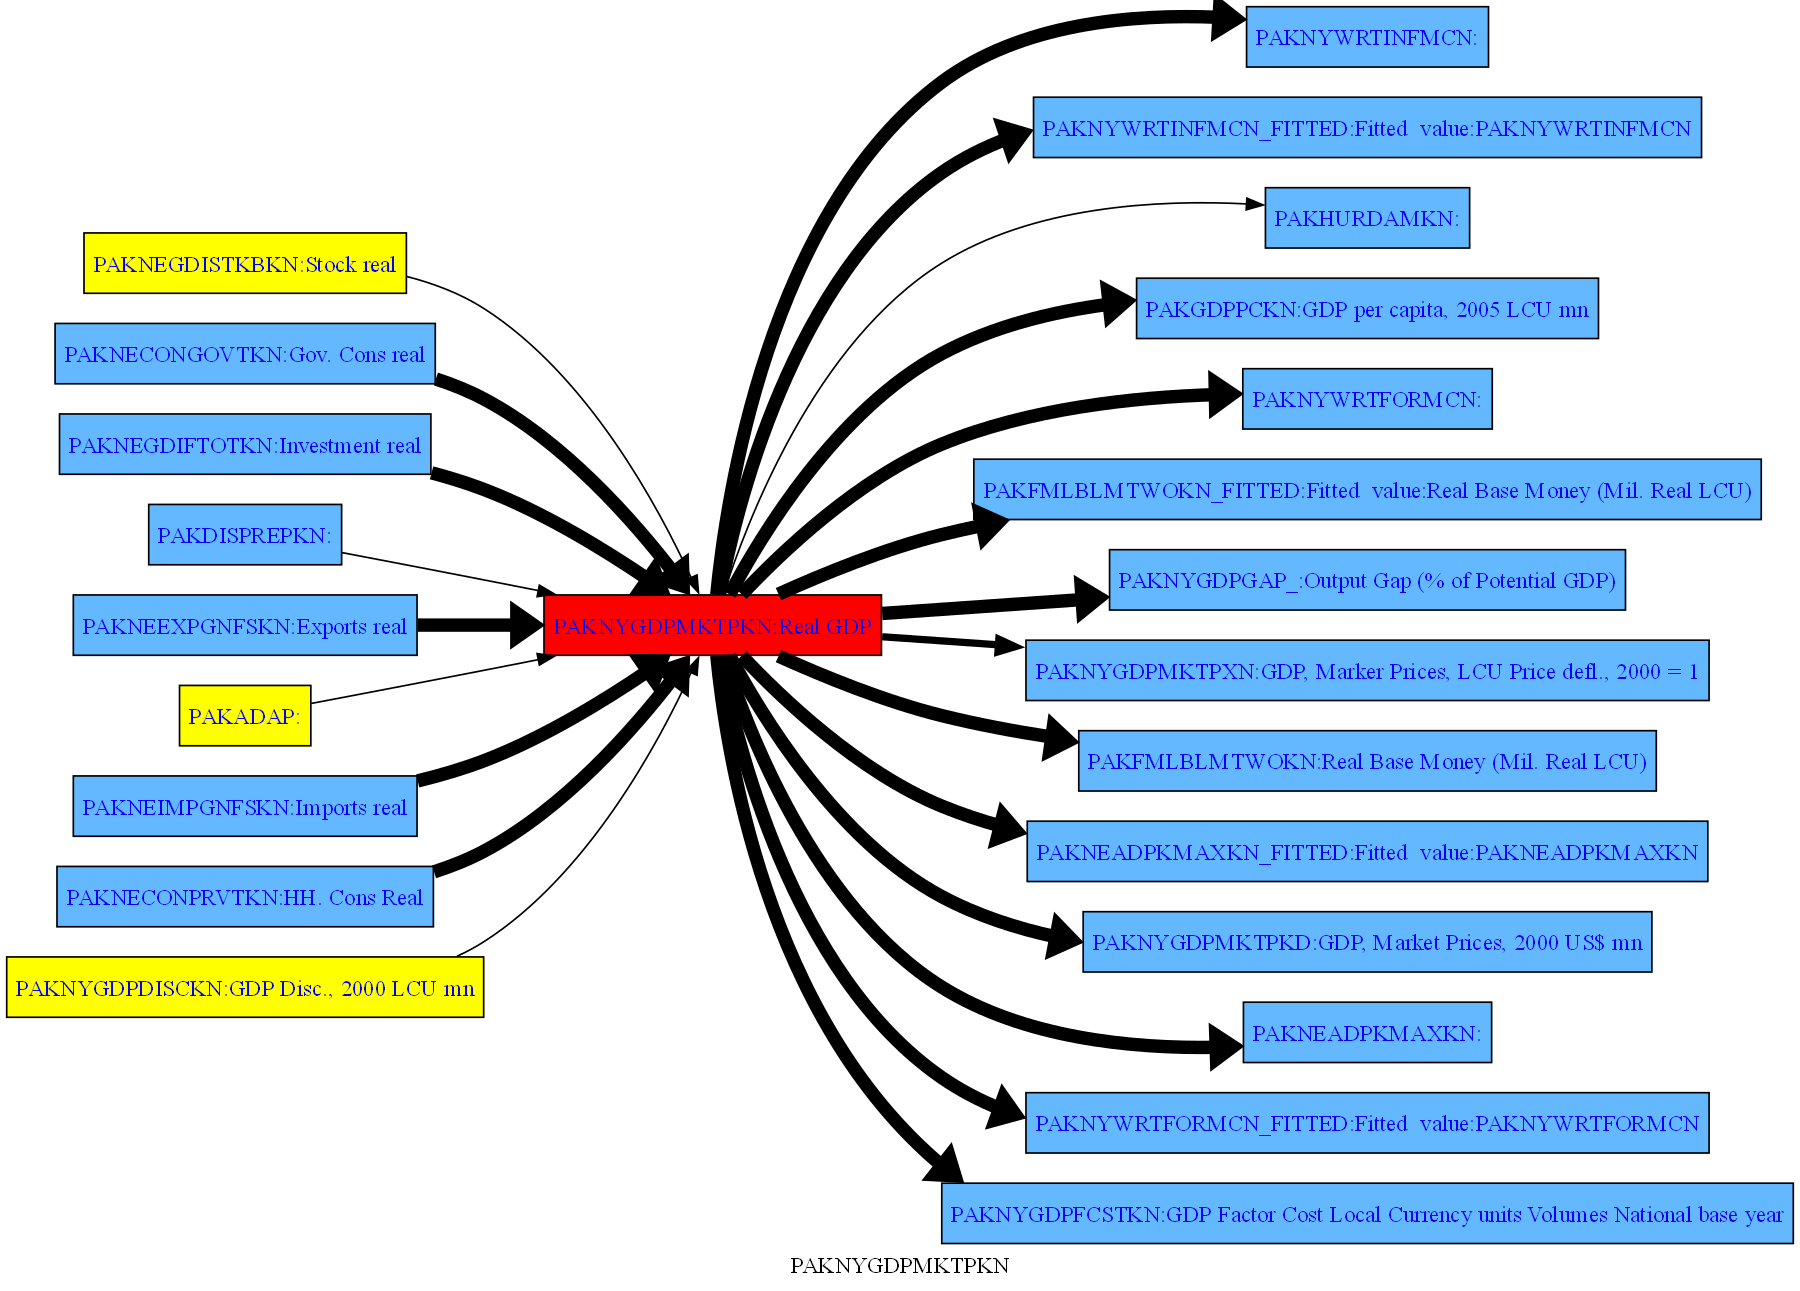 PAKNEGDISTKBKN:Stock real
PAKNECONGOVTKN:Gov. Cons real
PAKNEGDIFTOTKN:Investment real
PAKDISPREPKN:
PAKNEEXPGNFSKN:Exports real
PAKADAP:
PAKNEIMPGNFSKN:Imports real
PAKNECONPRVTKN:HH. Cons Real
PAKNYGDPDISCKN:GDP Disc., 2000 LCU mn
PAKNYGDPMKTPKN:Real GDP
PAKNYWRTINFMCN:
PAKNYWRTINFMCN_FITTED:Fitted  value:PAKNYWRTINFMCN
PAKHURDAMKN:
PAKGDPPCKN:GDP per capita, 2005 LCU mn
PAKNYWRTFORMCN:
PAKFMLBLMTWOKN_FITTED:Fitted  value:Real Base Money (Mil. Real LCU)
PAKNYGDPGAP_:Output Gap (% of Potential GDP)
PAKNYGDPMKTPXN:GDP, Marker Prices, LCU Price defl., 2000 = 1
PAKFMLBLMTWOKN:Real Base Money (Mil. Real LCU)
PAKNEADPKMAXKN_FITTED:Fitted  value:PAKNEADPKMAXKN
PAKNYGDPMKTPKD:GDP, Market Prices, 2000 US$ mn
PAKNEADPKMAXKN:
PAKNYWRTFORMCN_FITTED:Fitted  value:PAKNYWRTFORMCN
PAKNYGDPFCSTKN:GDP Factor Cost Local Currency units Volumes National base year
PAKNYGDPMKTPKN